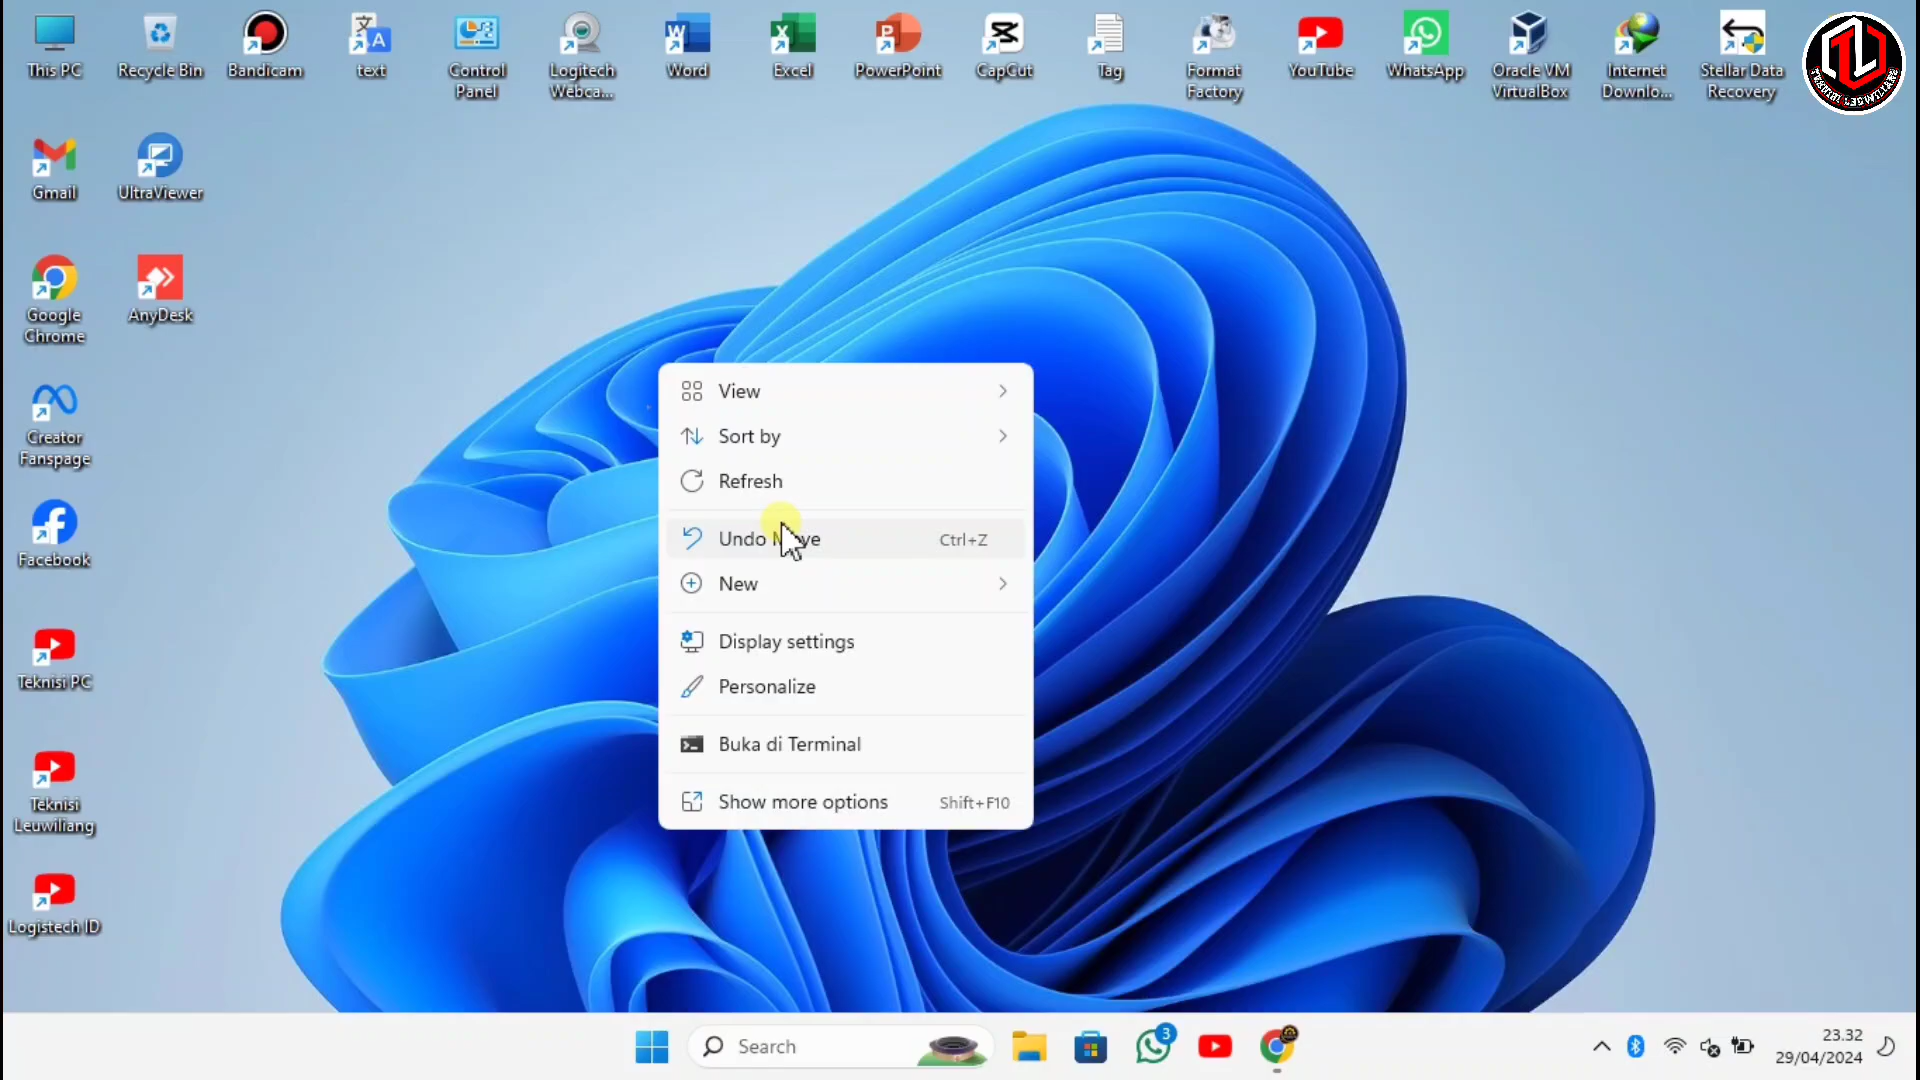 This PC
Recycle Bin
Bandicam
text
Control
Panel
Logitech
Webca...
Word
Excel
PowerPoint
CapCut
Tag
Format
Factory
YouTube
WhatsApp
Oracle VM
VirtualBox
Internet
Downlo...
Stellar Data
Recovery
Gmail
UltraViewer
Google
Chrome
AnyDesk
Creator
Fanspage
Facebook
Teknisi PC
Teknisi
Leuwiliang
Logistech ID
View
Sort by
Refresh
Undo Ctrl+Z
New
Display settings
Personalize
Buka di Terminal
Show more options Shift+F10
Search
3
23.32
29/04/2024